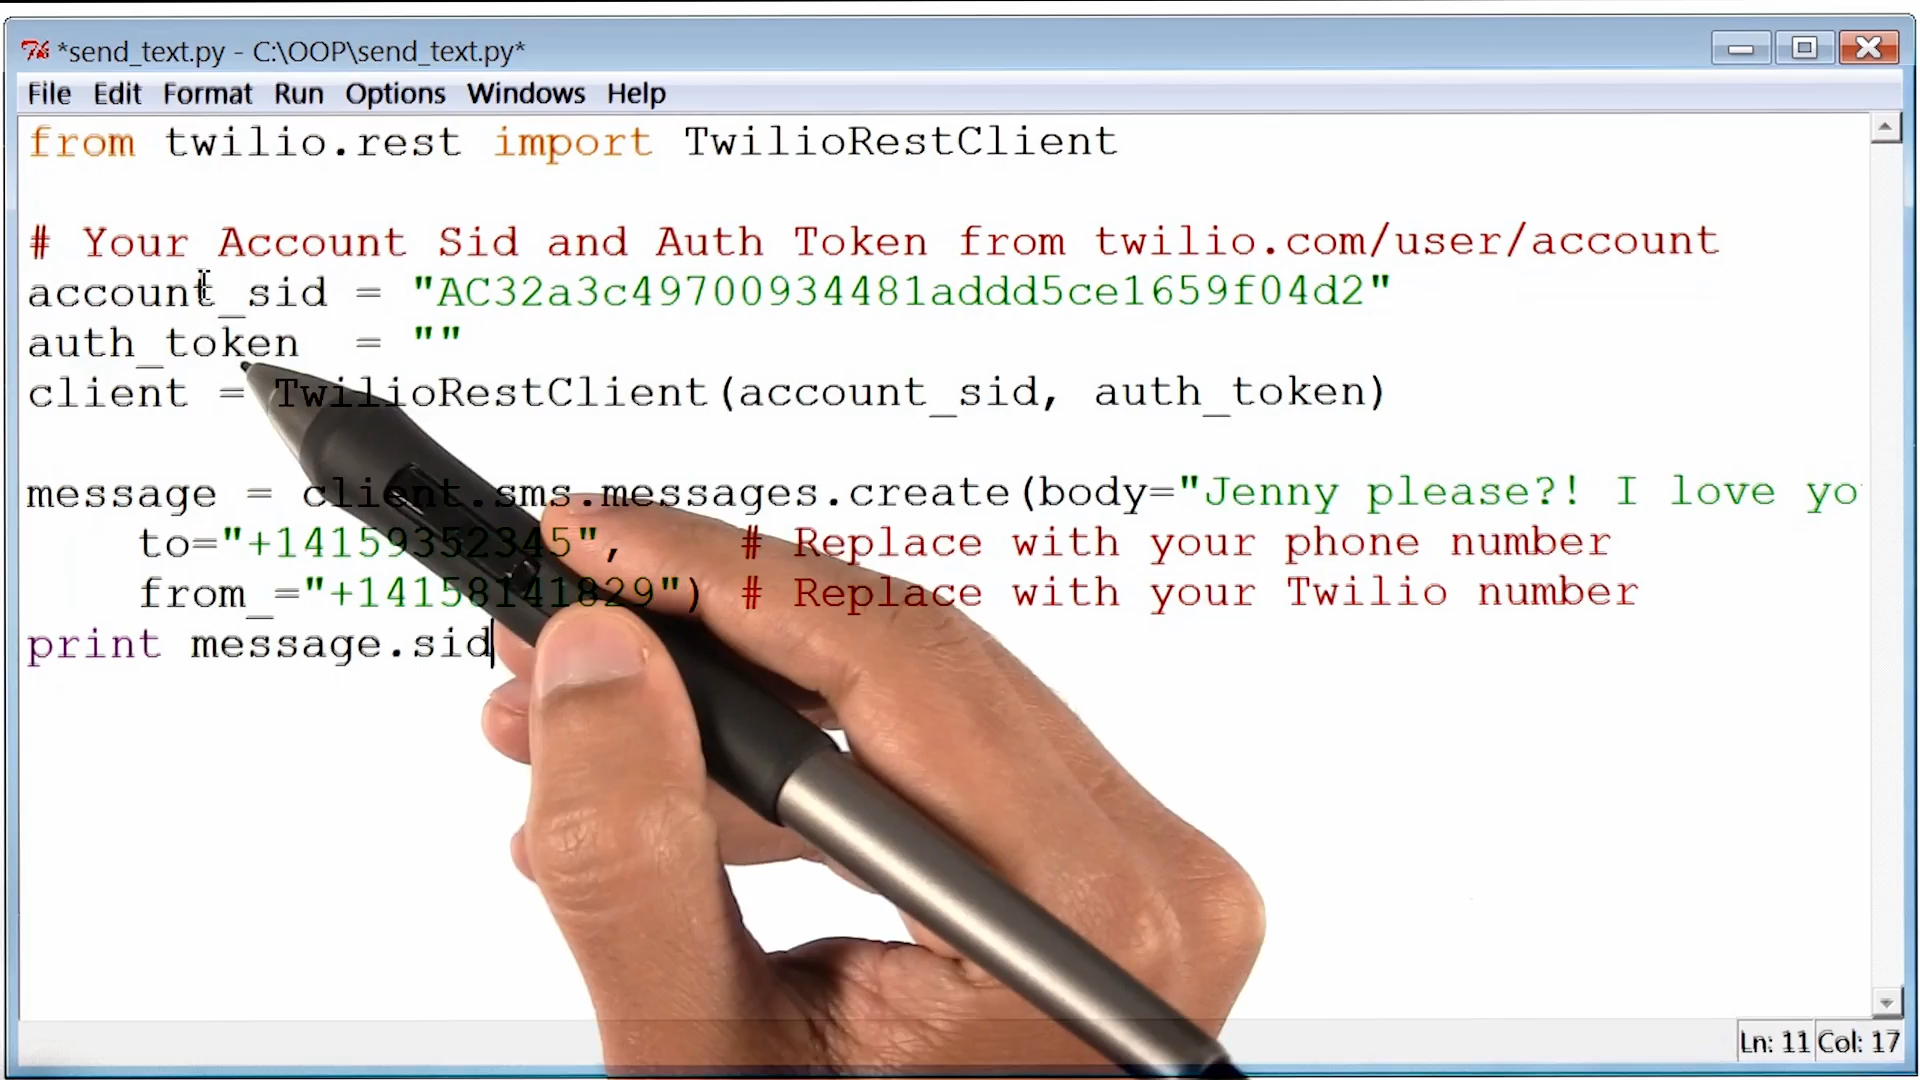 *send_text.py - C:\OOP\send_text.py*
File Edit Format Run Options Windows Help
from twilio.rest import TwilioRestClient
# Your Account Sid and Auth Token from twilio.com/user/account
account_sid = "AC32a3c49700934481addd5ce1659f04d2"
auth_token = ""
client = TwilioRestClient(account_sid, auth_token)
message = client.sms.messages.create(body="Jenny please?! I love yo
to="+14159352345", # Replace with your phone number
from_="+14158141829") # Replace with your Twilio number
print message.sid
Ln: 11 Col: 17